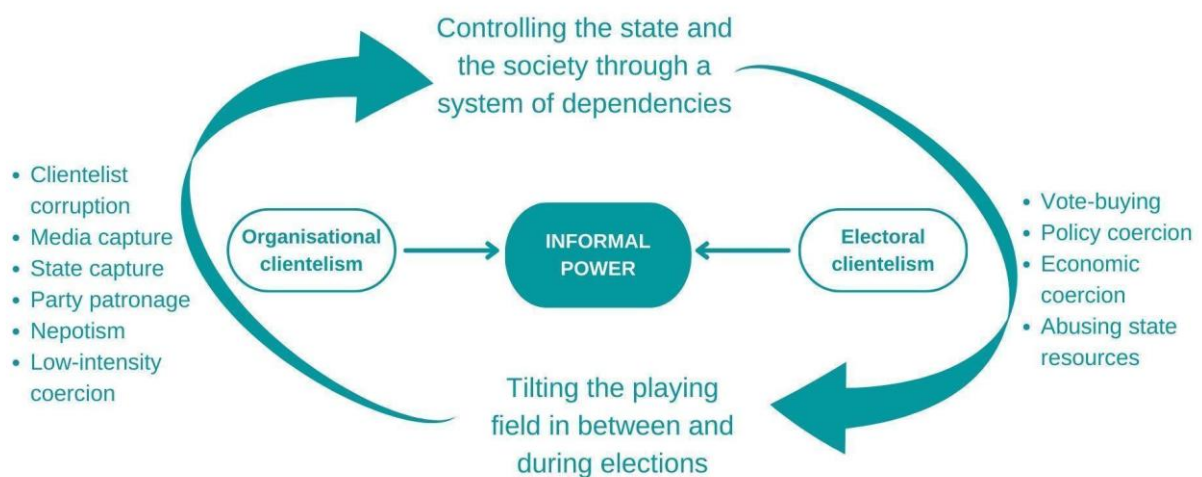 Controlling the state and
the society through a
system of dependencies
• Clientelist
corruption
• Media capture
• State capture
• Party patronage
• Nepotism
• Low-intensity
coercion
Organisational
clientelism
INFORMAL
POWER
Electoral
clientelism
• Vote-buying
• Policy coercion
• Economic
coercion
• Abusing state
resources
Tilting the playing
field in between and
during elections